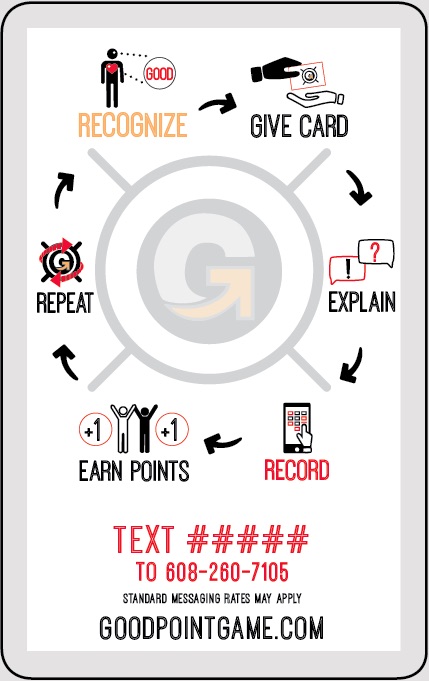 GOOD
RECOGNIZE
GIVE CARD
?
!
EXPLAIN
RECORD
+1 +1
EARN POINTS
G
REPEAT
G
TEXT #####
TO 608-260-7105
STANDARD MESSAGING RATES MAY APPLY
GOODPOINTGAME.COM